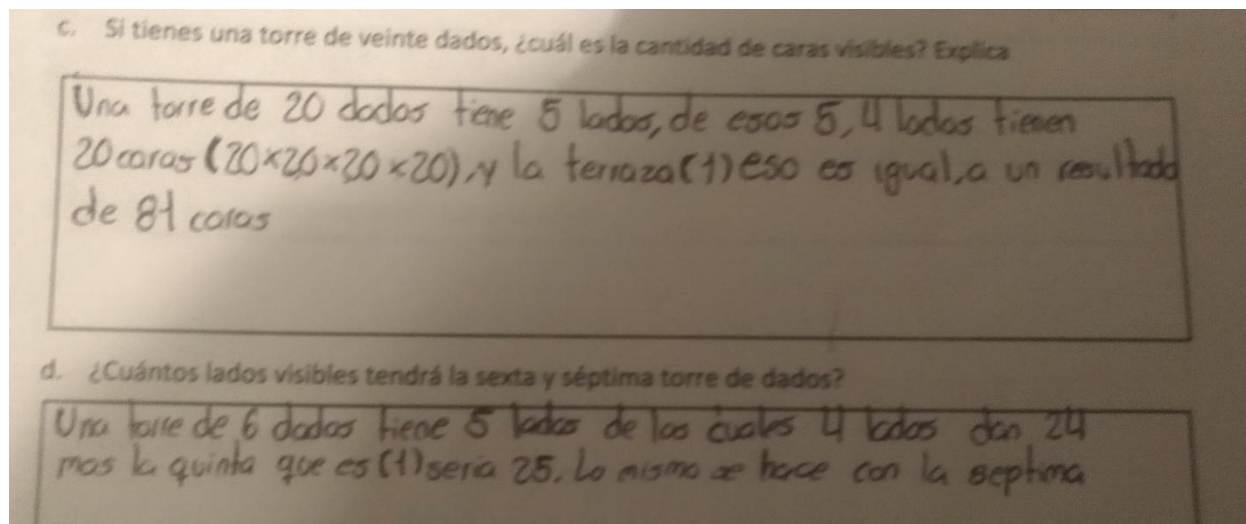 c. Si tienes una torre de veinte dados, ¿cuál es la cantidad de caras visibles? Explica
Una torre de 20 dados tiene 5 lados, de esos 5, 4 lados tienen
20 caras (20×20×20×20), y la terraza (1) eso es igual, a un resultado
de 81 caras
d. ¿Cuántos lados visibles tendrá la sexta y séptima torre de dados?
Una torre de 6 dados tiene 5 lados de los cuales 4 lados dan 24
mas la quinta que es (1) seria 25. Lo mismo se hace con la septima